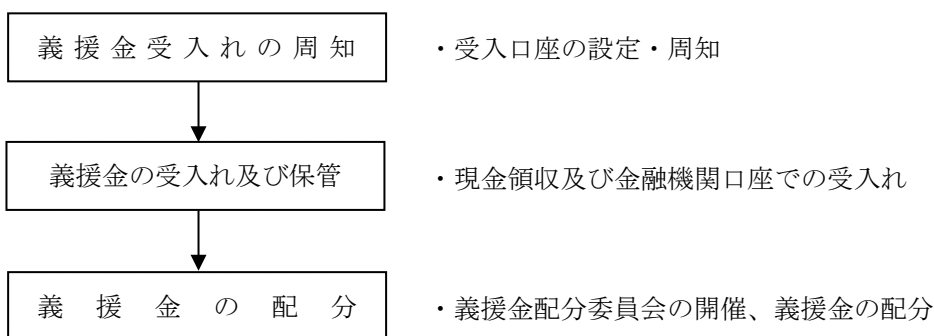 義援金受入れの周知
・受入口座の設定・周知
義援金の受入れ及び保管
・現金領収及び金融機関口座での受入れ
義援金の配分
・義援金配分委員会の開催、義援金の配分